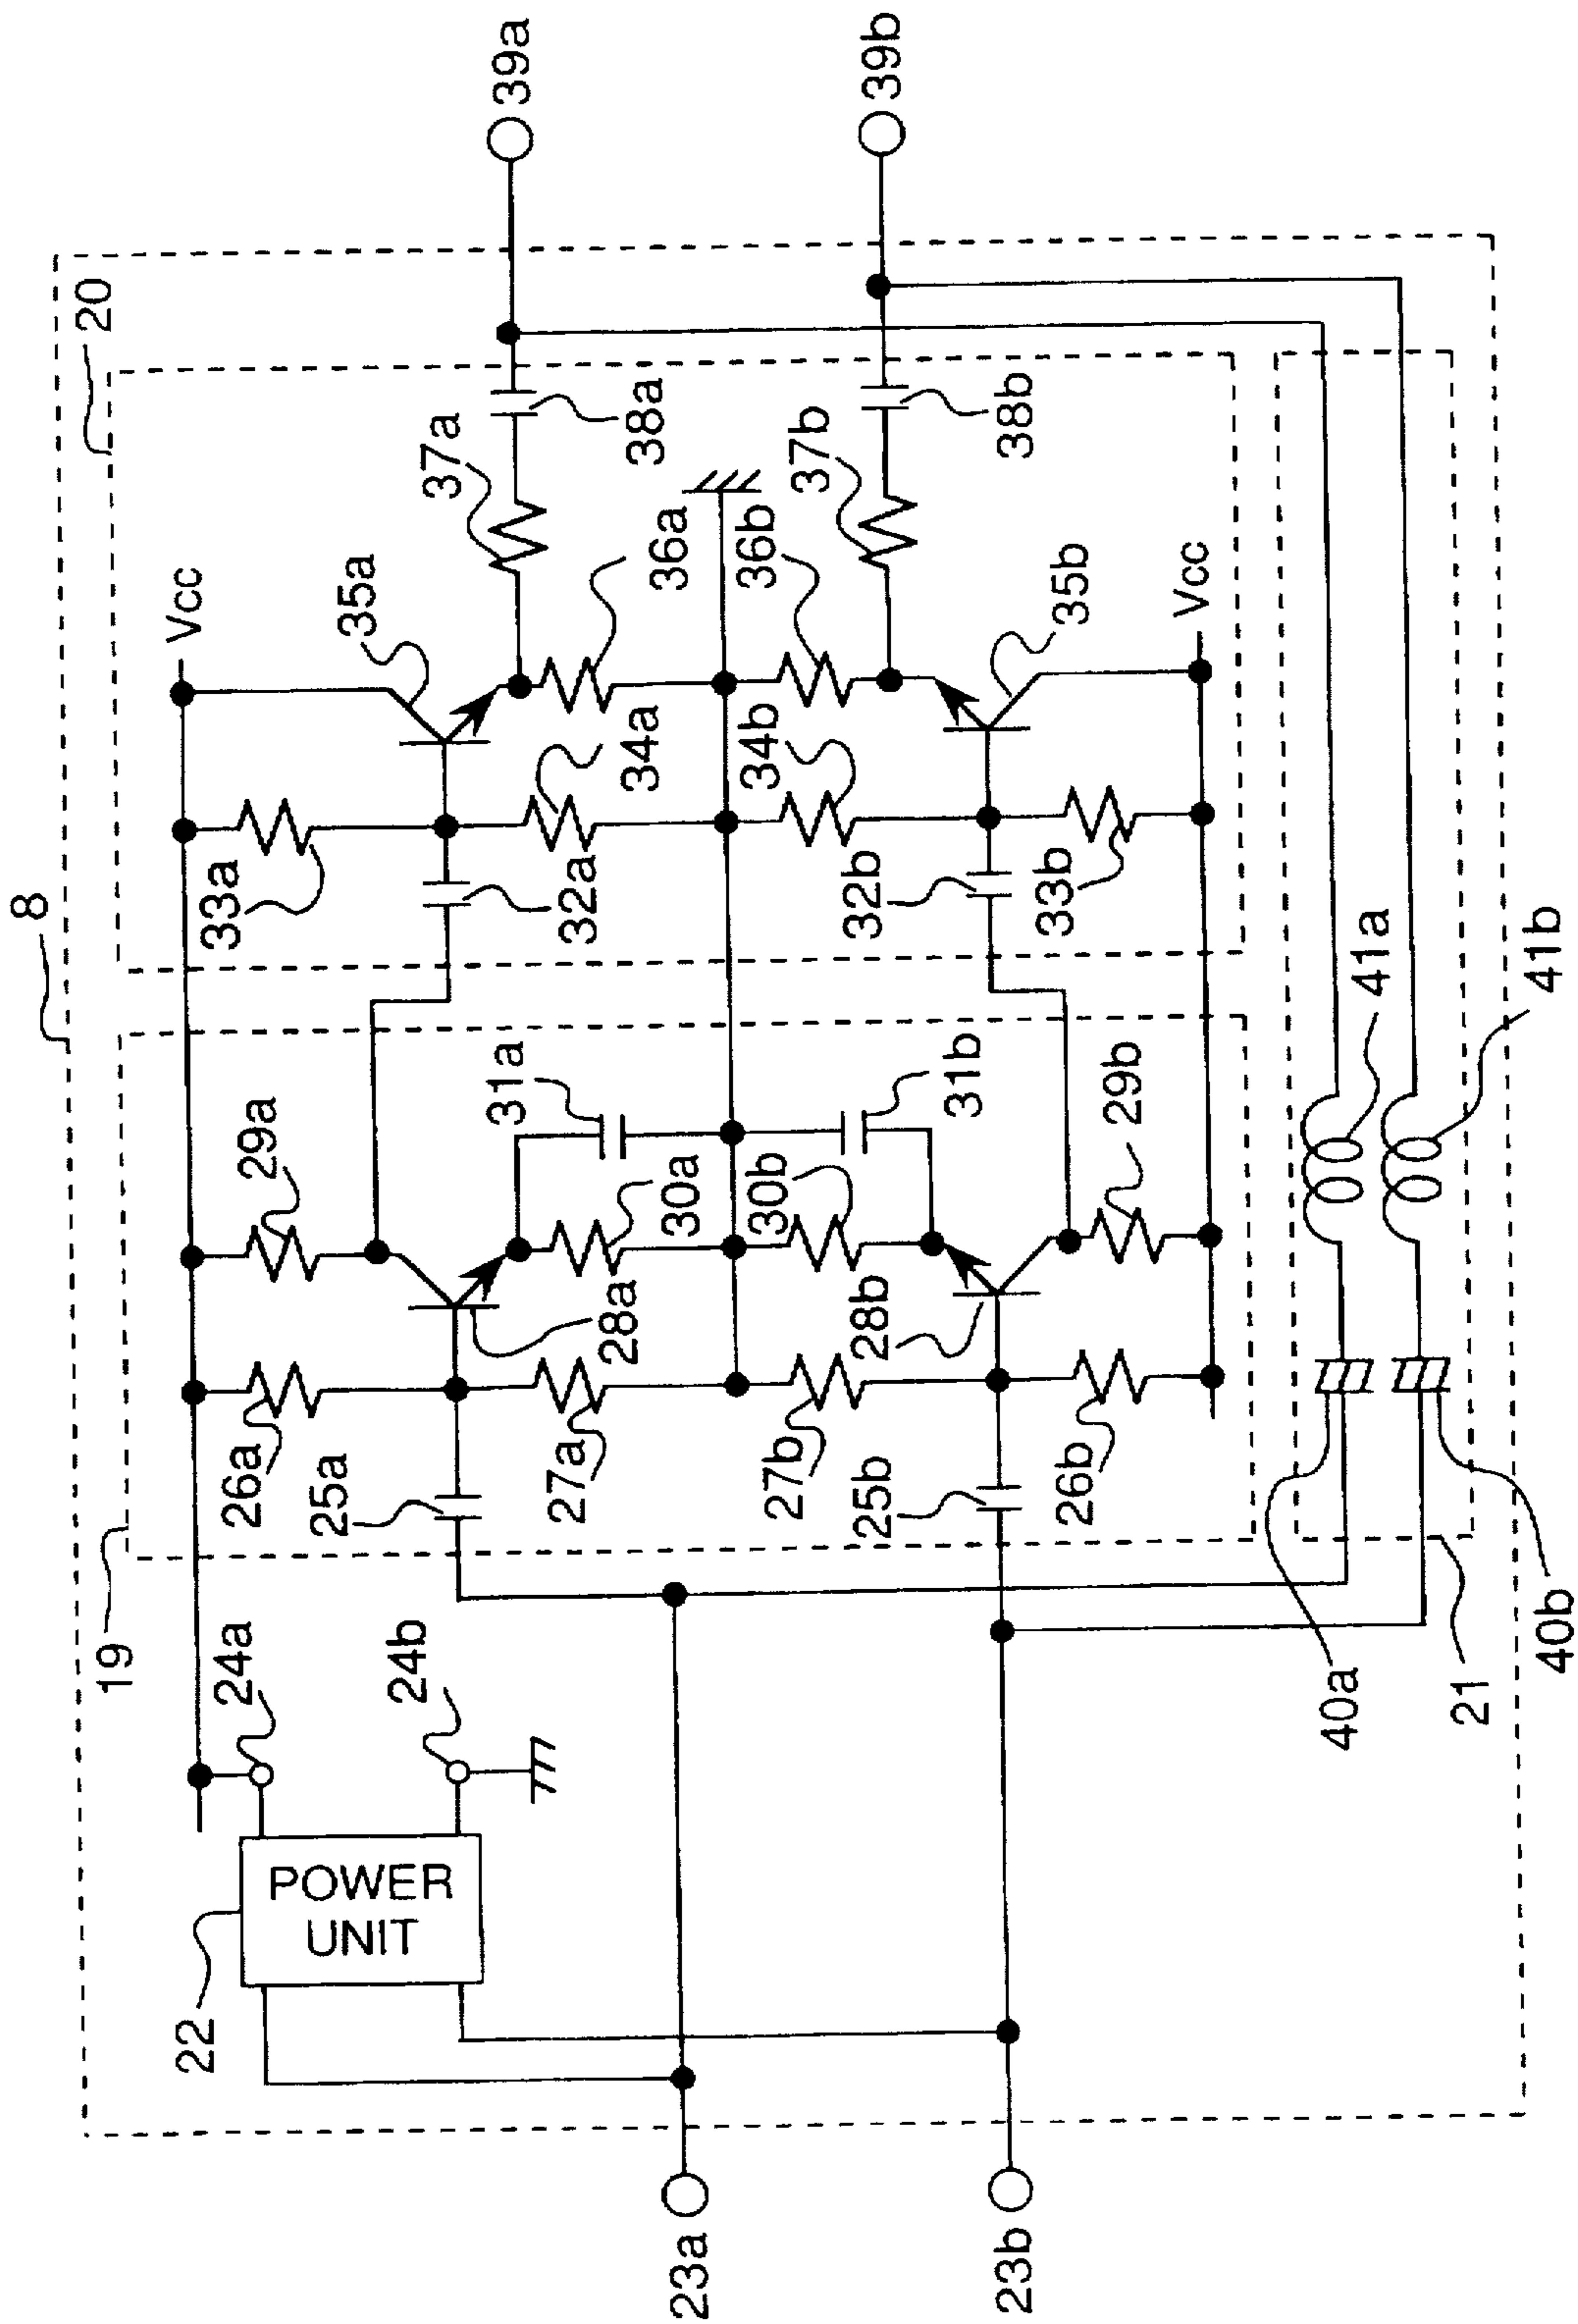 8
20
19
Vcc
33a
35a
37a
38a
39a
29a
26a
25a
24a
24b
POWER
UNIT
22
32a
34a
36a
31a
30a
28a
27a
32b
34b
36b
37b
38b
39b
31b
30b
28b
27b
25b
33b
35b
Vcc
29b
26b
41a
41b
40a
40b
21
23a
23b